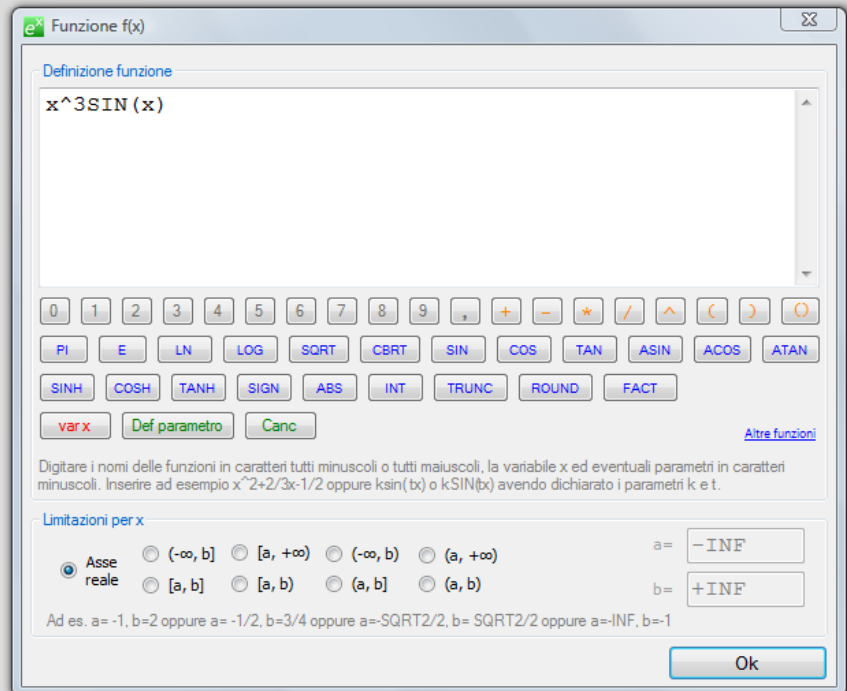 eˣ Funzione f(x)
Definizione funzione
x^3SIN(x)
0 1 2 3 4 5 6 7 8 9 , + - * / ^ ( ) ()
PI E LN LOG SQRT CBRT SIN COS TAN ASIN ACOS ATAN
SINH COSH TANH SIGN ABS INT TRUNC ROUND FACT
var x Def parametro Canc Altre funzioni
Digitare i nomi delle funzioni in caratteri tutti minuscoli o tutti maiuscoli, la variabile x ed eventuali parametri in caratteri
minuscoli. Inserire ad esempio x^2+2/3x-1/2 oppure ksin(tx) o kSIN(tx) avendo dichiarato i parametri k e t.
Limitazioni per x
Asse reale
(-∞, b] [a, +∞) (-∞, b) (a, +∞)
[a, b] [a, b) (a, b] (a, b)
a= -INF
b= +INF
Ad es. a= -1, b=2 oppure a= -1/2, b=3/4 oppure a=-SQRT2/2, b= SQRT2/2 oppure a=-INF, b=-1
Ok